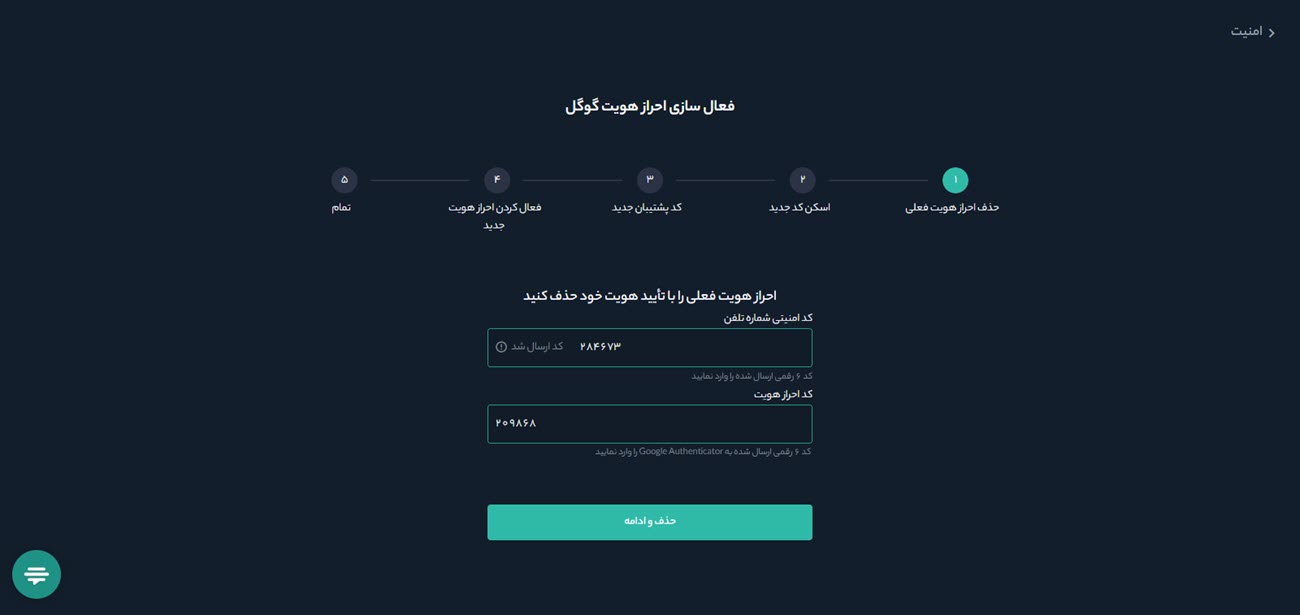 امنیت
فعال سازی احراز هویت گوگل
۱
حذف احراز هویت فعلی
۲
اسکن کد جدید
۳
کد پشتیبان جدید
۴
فعال کردن احراز هویت
جدید
۵
تمام
احراز هویت فعلی را با تأیید هویت خود حذف کنید
کد امنیتی شماره تلفن
۲۸۴۶۷۳ کد ارسال شد
کد ۶ رقمی ارسال شده را وارد نمایید
کد احراز هویت
۲۰۹۸۶۸
کد ۶ رقمی ارسال شده به Google Authenticator را وارد نمایید
حذف و ادامه